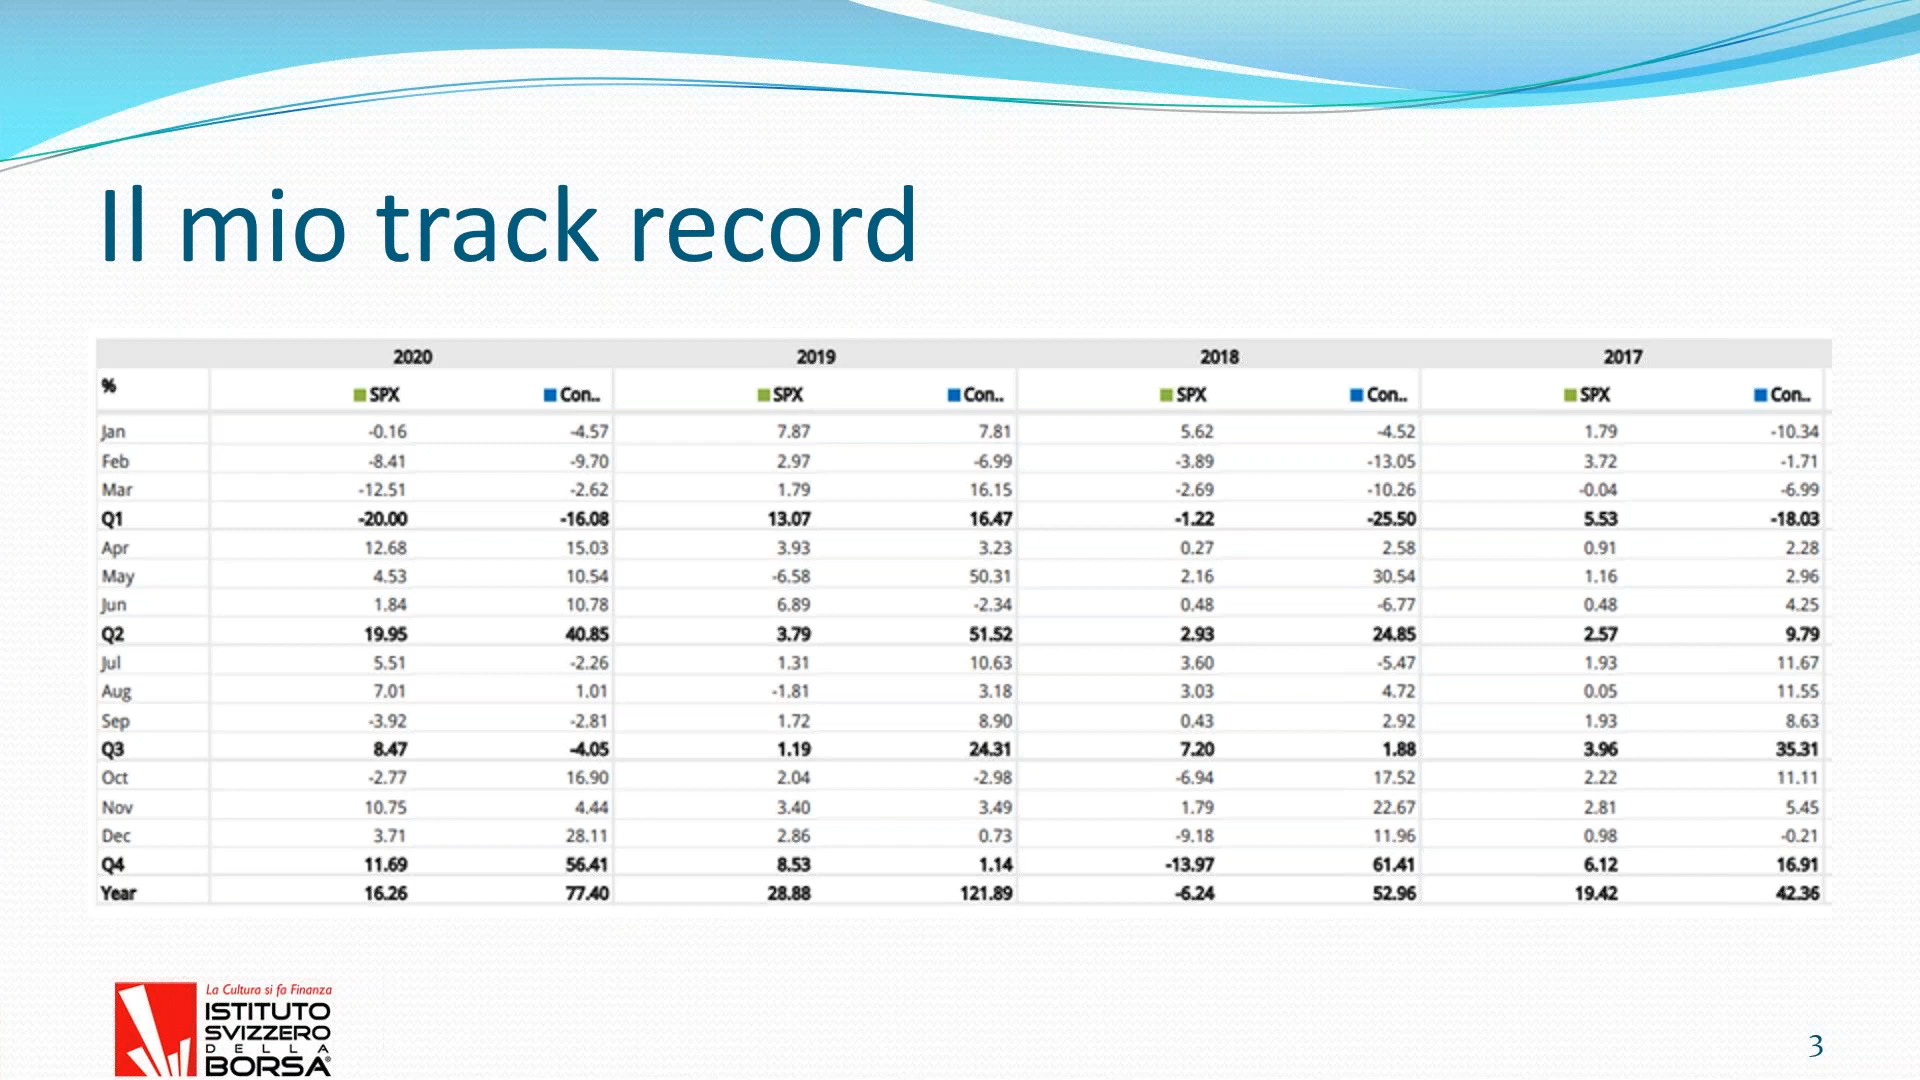 Il mio track record
2020 2019 2018 2017
% SPX Con.. SPX Con.. SPX Con.. SPX Con..
Jan -0.16 -4.57 7.87 7.81 5.62 -4.52 1.79 -10.34
Feb -8.41 -9.70 2.97 -6.99 -3.89 -13.05 3.72 -1.71
Mar -12.51 -2.62 1.79 16.15 -2.69 -10.26 -0.04 -6.99
Q1 -20.00 -16.08 13.07 16.47 -1.22 -25.50 5.53 -18.03
Apr 12.68 15.03 3.93 3.23 0.27 2.58 0.91 2.28
May 4.53 10.54 -6.58 50.31 2.16 30.54 1.16 2.96
Jun 1.84 10.78 6.89 -2.34 0.48 -6.77 0.48 4.25
Q2 19.95 40.85 3.79 51.52 2.93 24.85 2.57 9.79
Jul 5.51 -2.26 1.31 10.63 3.60 -5.47 1.93 11.67
Aug 7.01 1.01 -1.81 3.18 3.03 4.72 0.05 11.55
Sep -3.92 -2.81 1.72 8.90 0.43 2.92 1.93 8.63
Q3 8.47 -4.05 1.19 24.31 7.20 1.88 3.96 35.31
Oct -2.77 16.90 2.04 -2.98 -6.94 17.52 2.22 11.11
Nov 10.75 4.44 3.40 3.49 1.79 22.67 2.81 5.45
Dec 3.71 28.11 2.86 0.73 -9.18 11.96 0.98 -0.21
Q4 11.69 56.41 8.53 1.14 -13.97 61.41 6.12 16.91
Year 16.26 77.40 28.88 121.89 -6.24 52.96 19.42 42.36
La Cultura si fa Finanza
ISTITUTO
SVIZZERO
DELLA
BORSA®
3